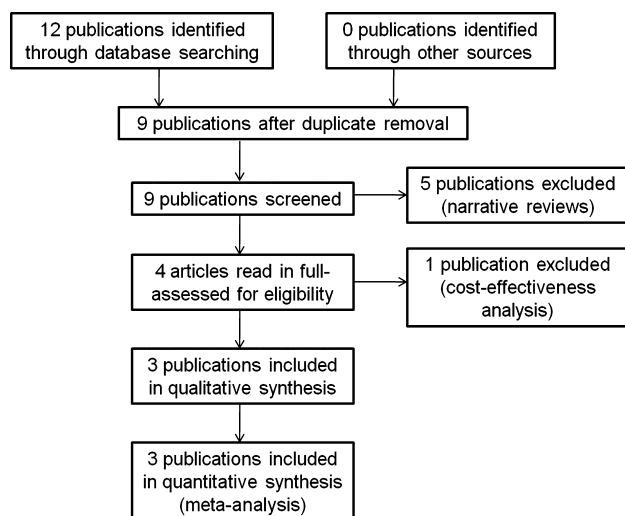 12 publications identified
through database searching
0 publications identified
through other sources
9 publications after duplicate removal
9 publications screened
5 publications excluded
(narrative reviews)
4 articles read in full-
assessed for eligibility
1 publication excluded
(cost-effectiveness
analysis)
3 publications included
in qualitative synthesis
3 publications included
in quantitative synthesis
(meta-analysis)